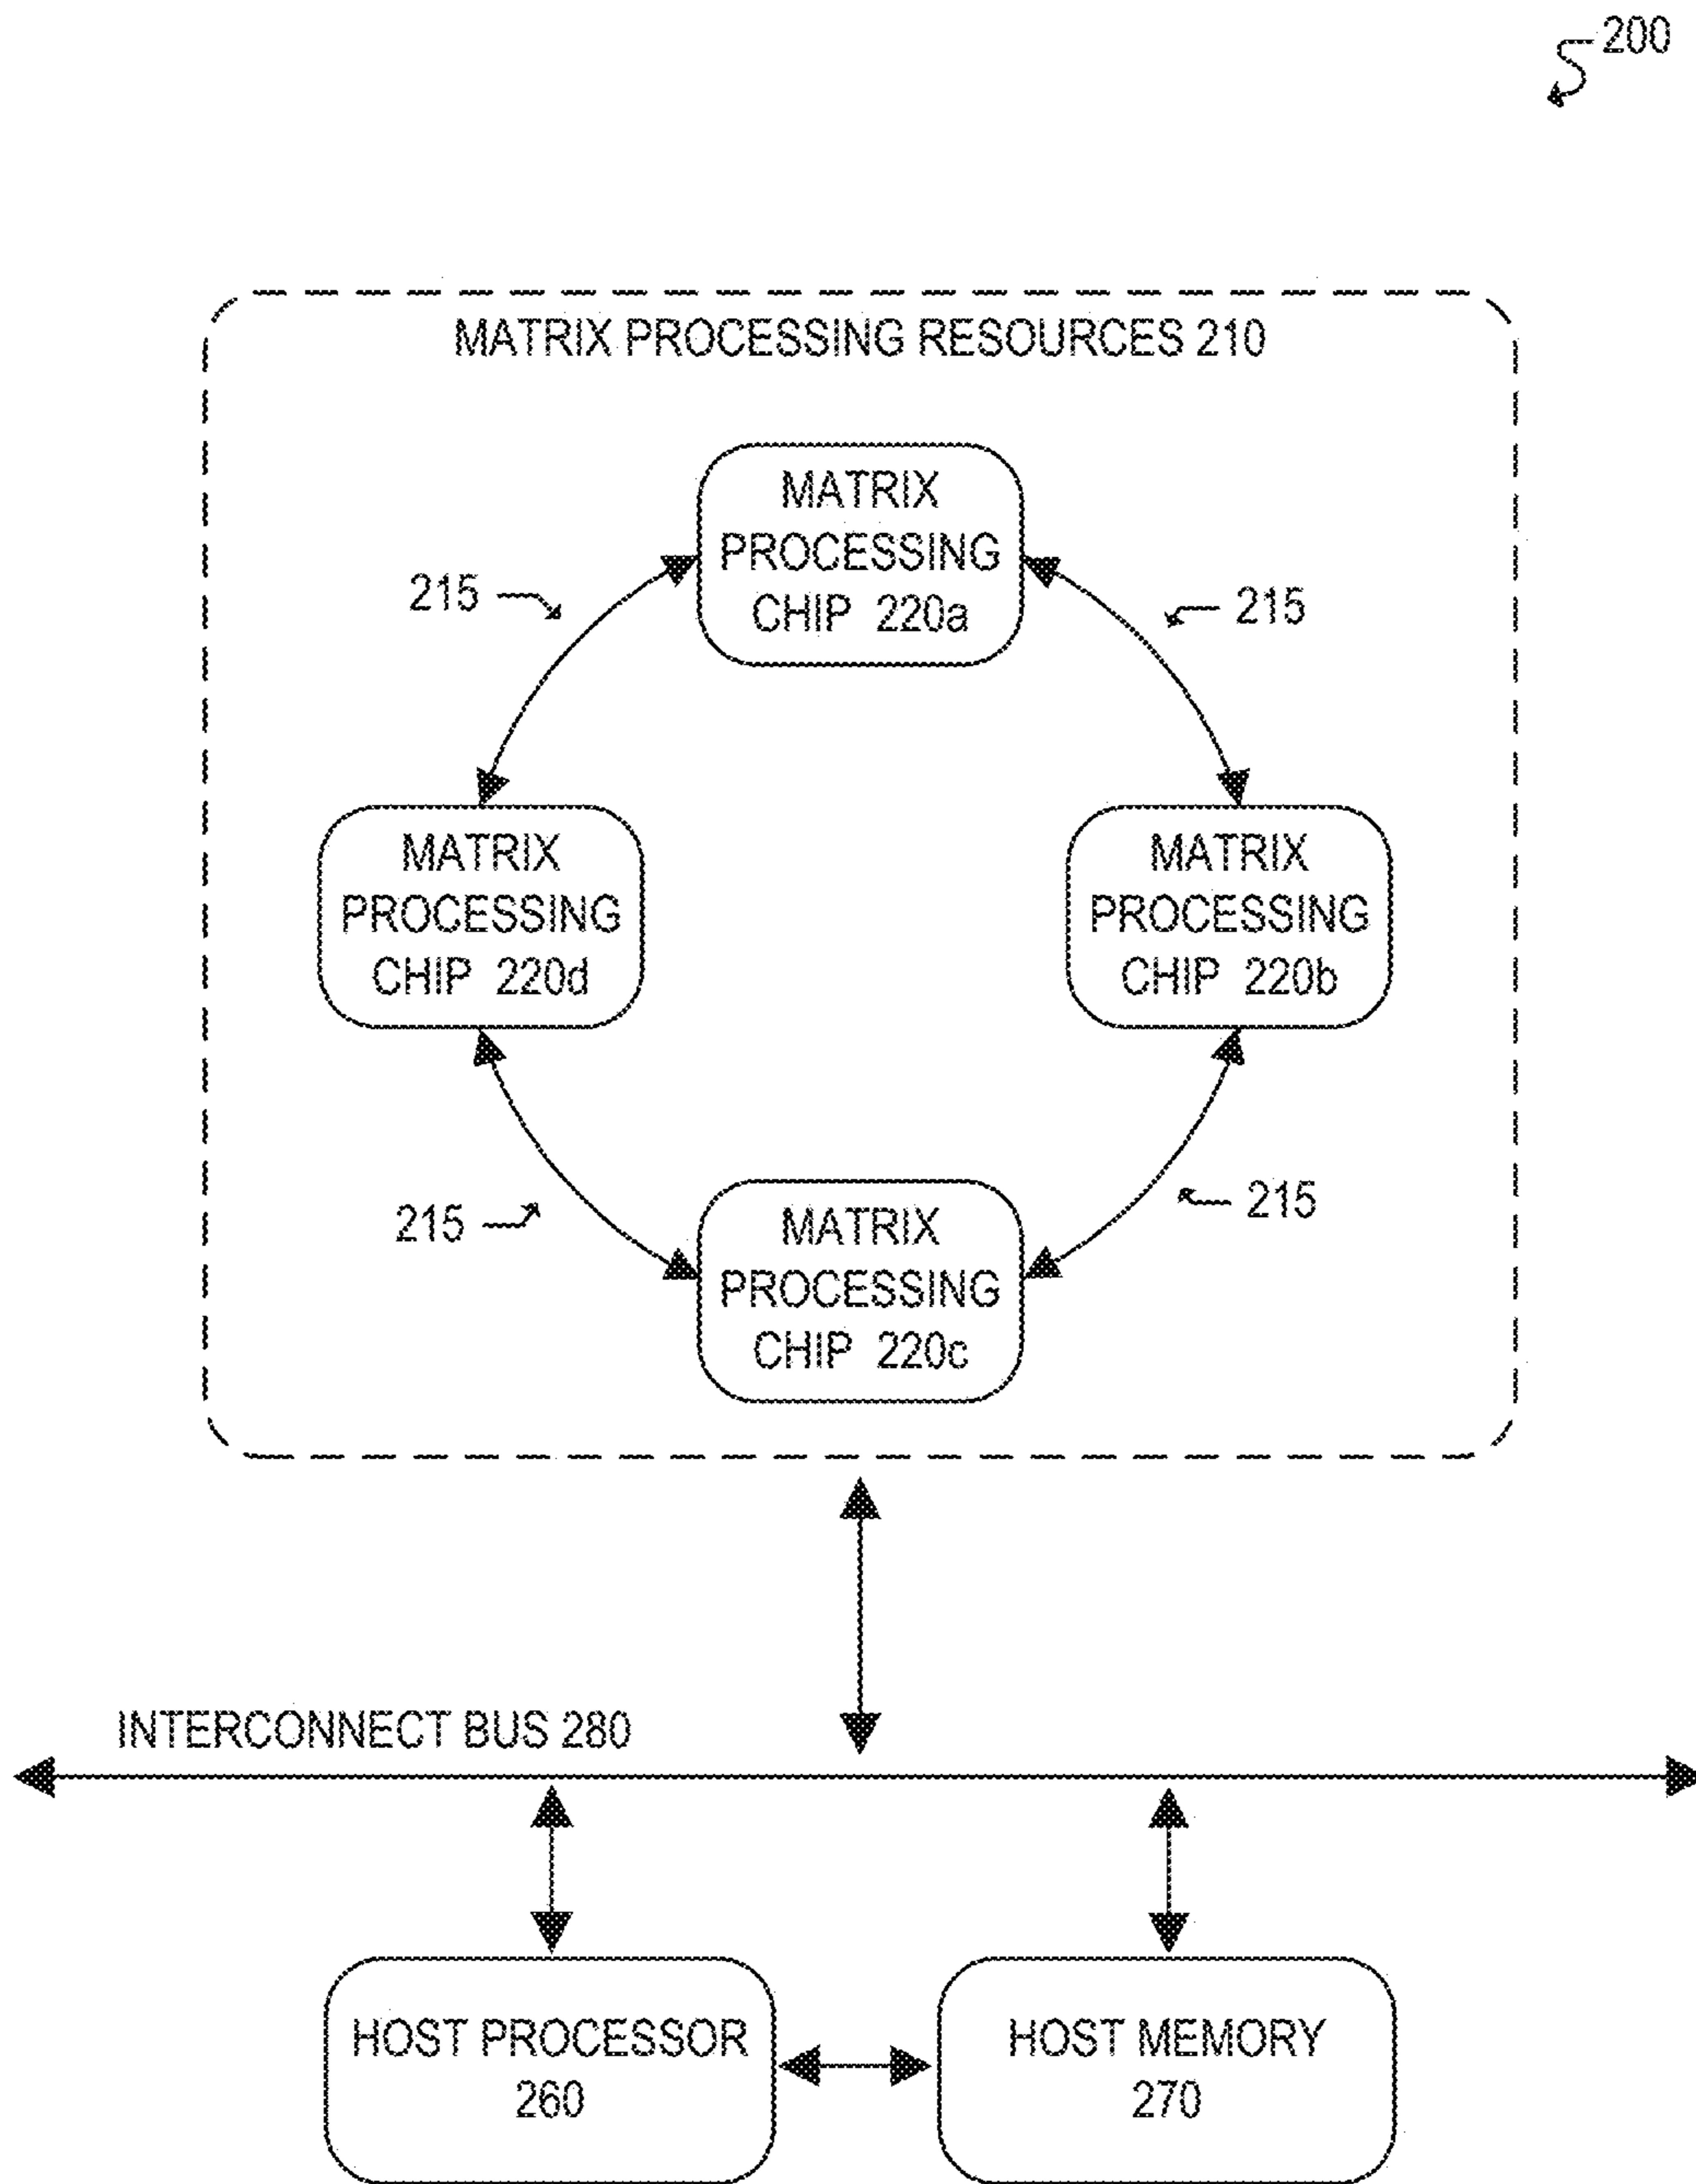 200
MATRIX PROCESSING RESOURCES 210
MATRIX
PROCESSING
CHIP 220a
215
215
MATRIX
PROCESSING
CHIP 220d
MATRIX
PROCESSING
CHIP 220b
215
215
MATRIX
PROCESSING
CHIP 220c
INTERCONNECT BUS 280
HOST PROCESSOR
260
HOST MEMORY
270